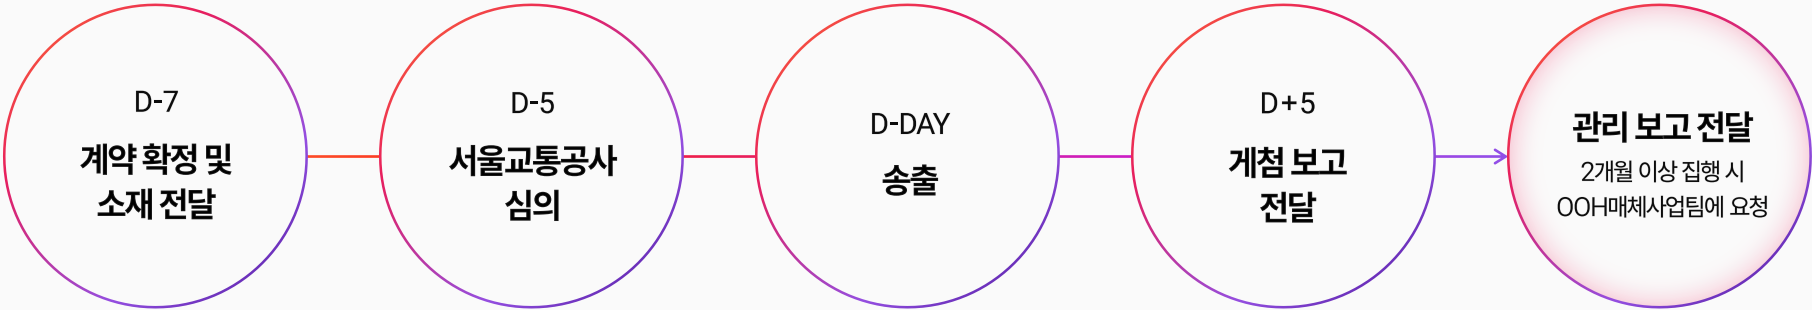 D-7
계약 확정 및
소재 전달
D-5
서울교통공사
심의
D-DAY
송출
D+5
게첨 보고
전달
관리 보고 전달
2개월 이상 집행 시
OOH매체사업팀에 요청